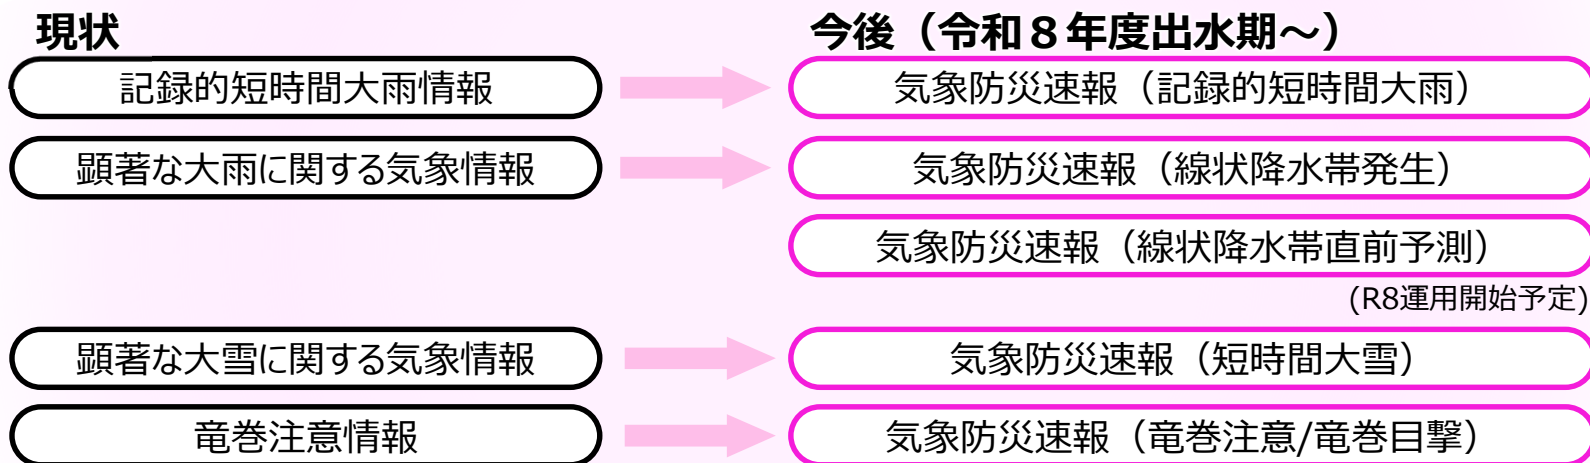 現状
今後（令和８年度出水期～）
記録的短時間大雨情報
気象防災速報（記録的短時間大雨）
顕著な大雨に関する気象情報
気象防災速報（線状降水帯発生）
気象防災速報（線状降水帯直前予測）
(R8運用開始予定)
顕著な大雪に関する気象情報
気象防災速報（短時間大雪）
竜巻注意情報
気象防災速報（竜巻注意/竜巻目撃）